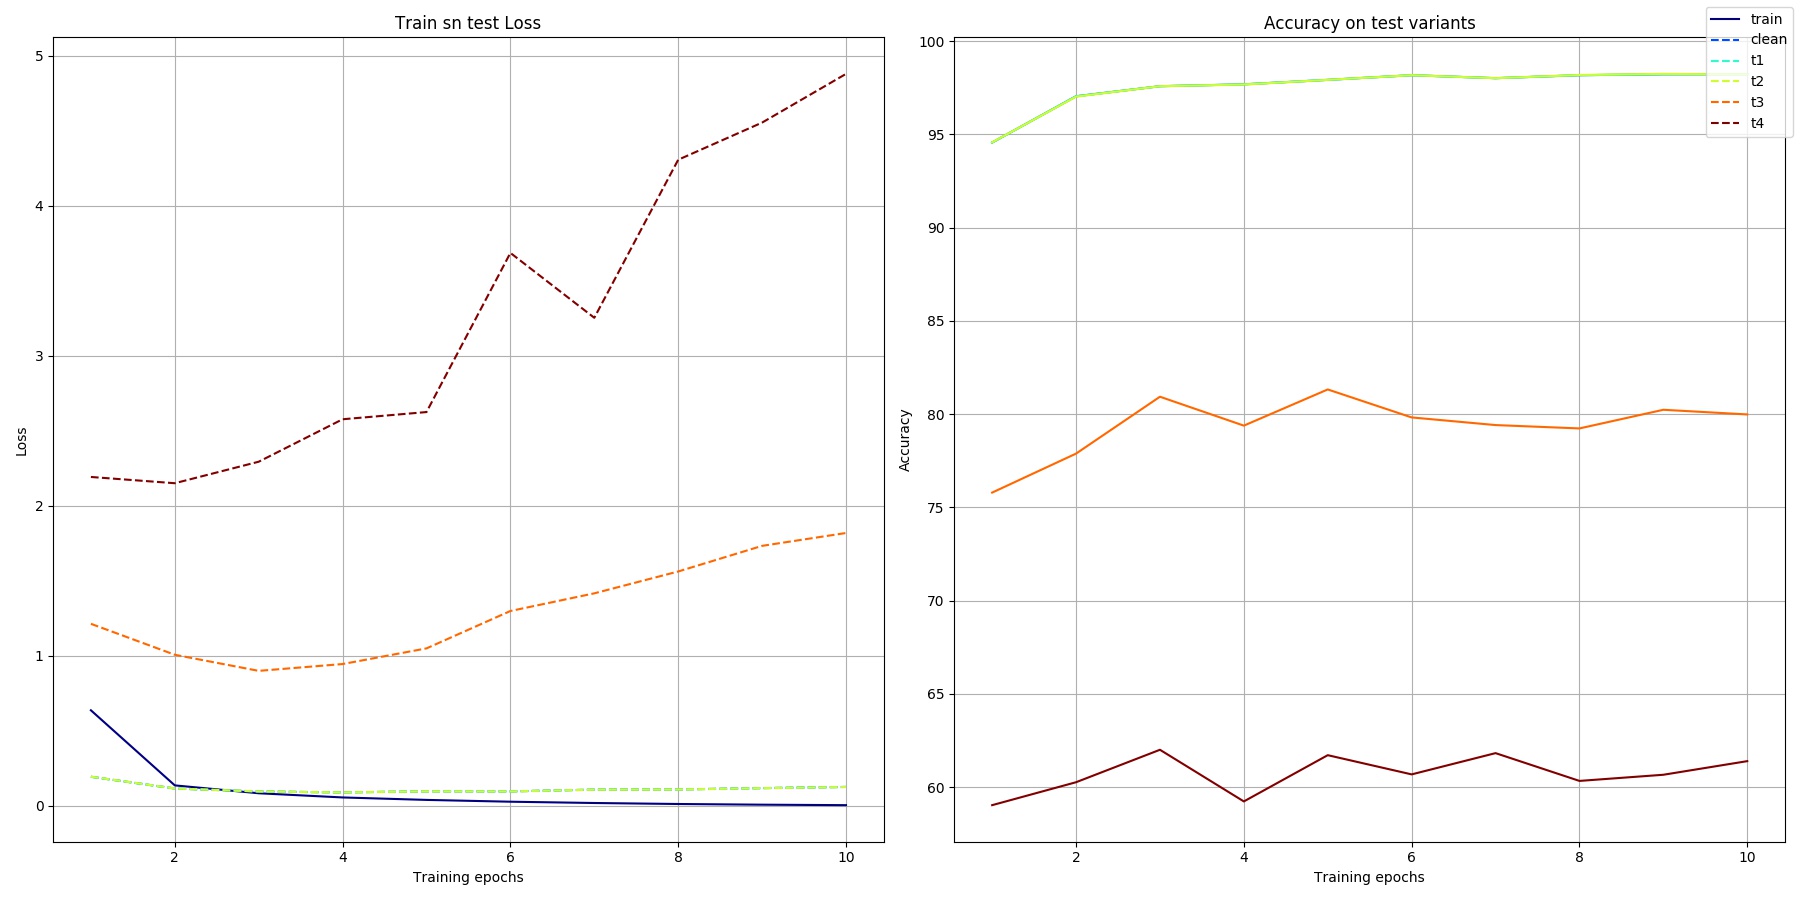 Train sn test Loss
5
4
3
2
1
0
Loss
2
4
6
8
10
Training epochs
Accuracy on test variants
100
95
90
85
80
75
70
65
60
Accuracy
2
4
6
8
10
Training epochs
train
clean
t1
t2
t3
t4